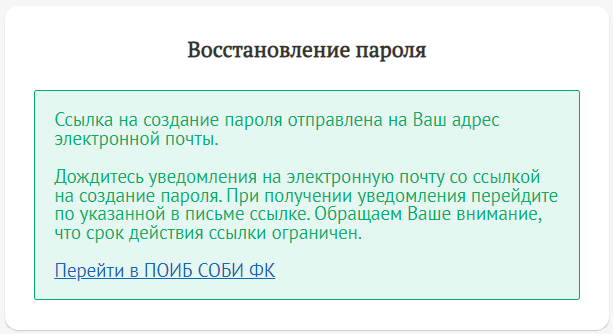 Восстановление пароля
Ссылка на создание пароля отправлена на Ваш адрес
электронной почты.
Дождитесь уведомления на электронную почту со ссылкой
на создание пароля. При получении уведомления перейдите
по указанной в письме ссылке. Обращаем Ваше внимание,
что срок действия ссылки ограничен.
Перейти в ПОИБ СОБИ ФК